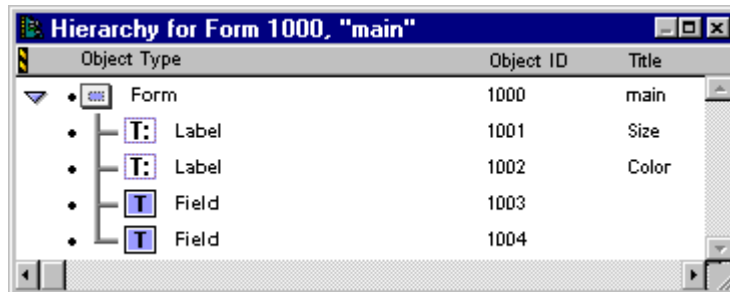 Hierarchy for Form 1000, "main"
Object Type Object ID Title
Form 1000 main
T: Label 1001 Size
T: Label 1002 Color
T Field 1003
T Field 1004